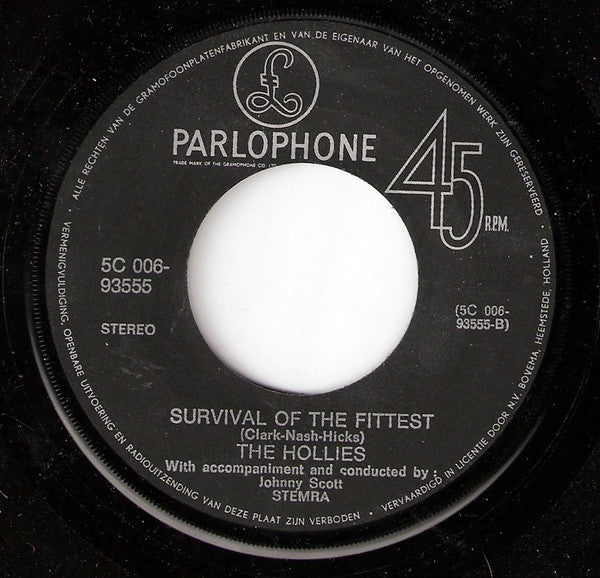 ALLE RECHTEN VAN DE GRAMOFOONPLATENFABRIKANT EN VAN DE EIGENAAR VAN HET OPGENOMEN WERK ZIJN GERESERVEERD
£
PARLOPHONE
TRADE MARK OF THE GRAMOPHONE CO. LTD
45
R.P.M.
5C 006-
93555
STEREO
(5C 006-
93555-B)
SURVIVAL OF THE FITTEST
(Clark-Nash-Hicks)
THE HOLLIES
With accompaniment and conducted by :
Johnny Scott
STEMRA
VERMENIGVULDIGING, OPENBARE UITVOERING EN RADIOUITZENDING VAN DEZE PLAAT ZIJN VERBODEN • VERVAARDIGD IN LICENTIE DOOR N.V. BOVEMA, HEEMSTEDE, HOLLAND